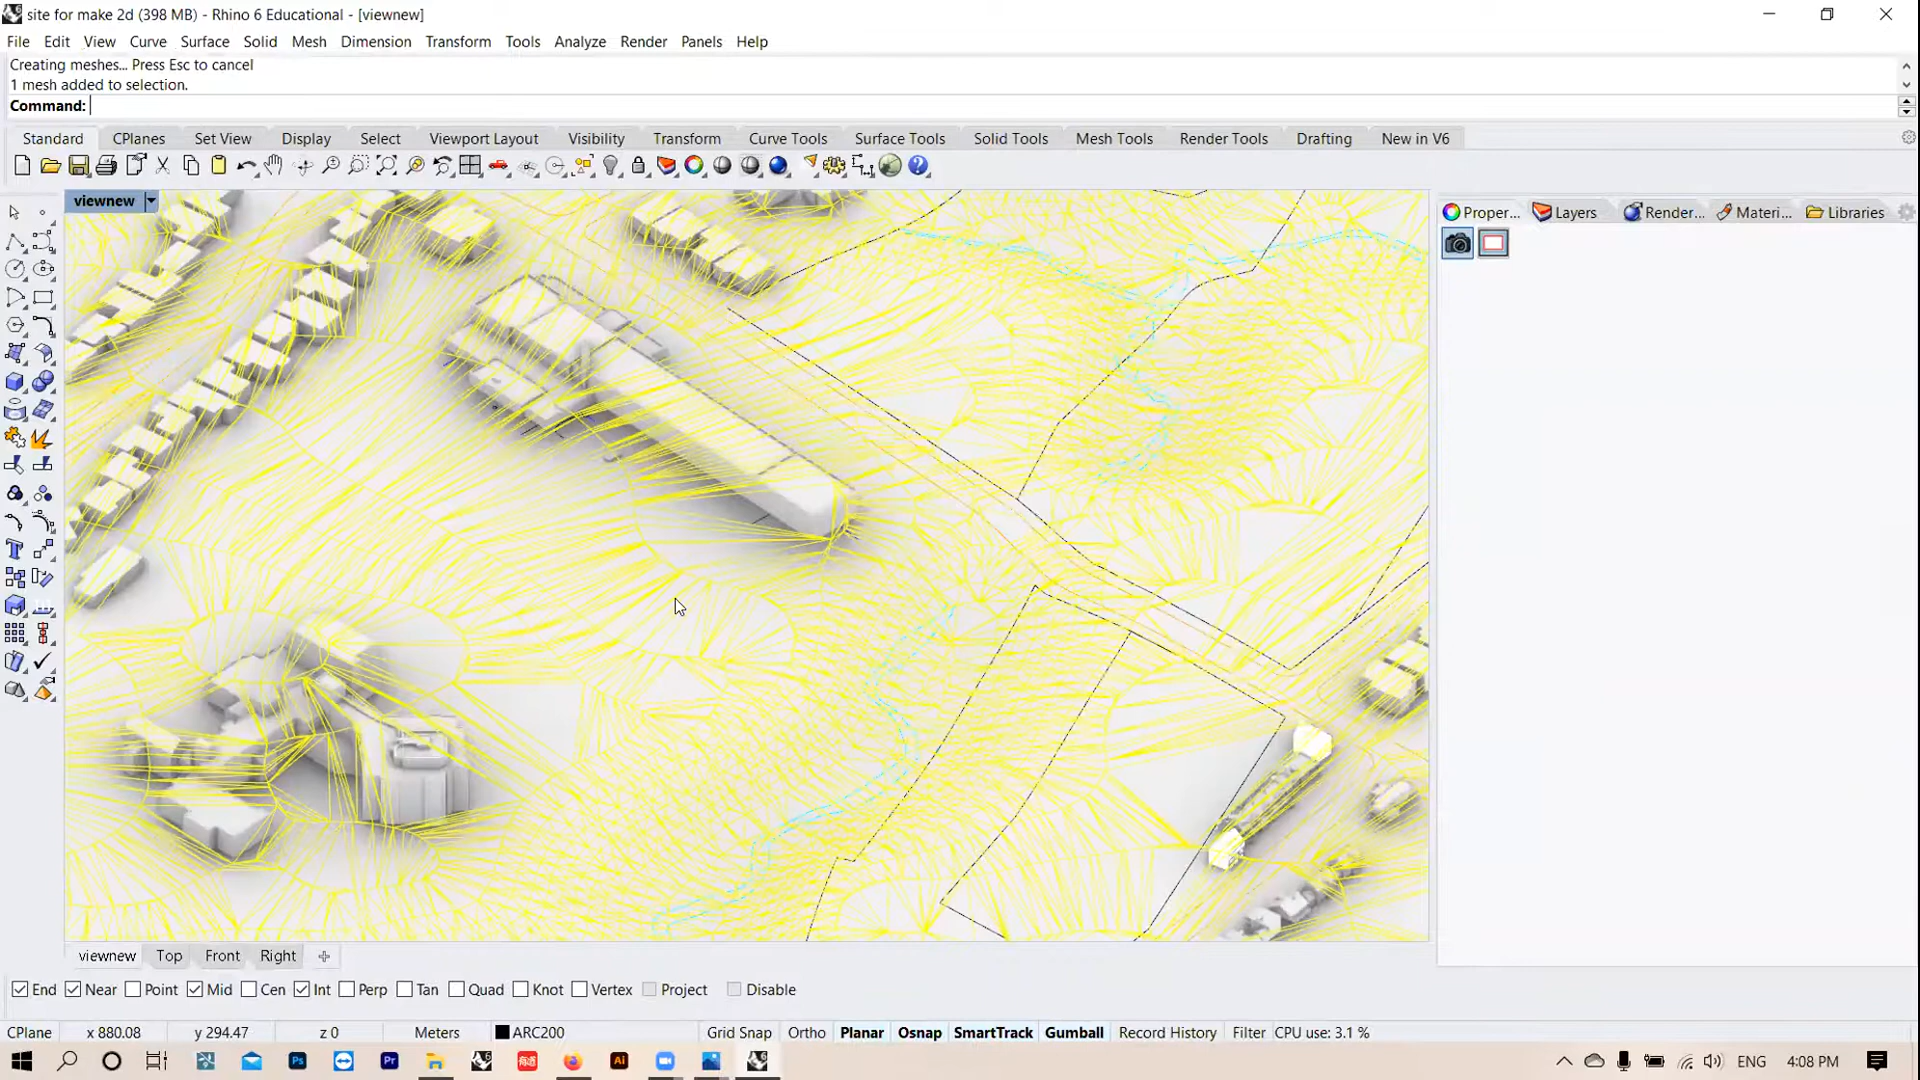 site for make 2d (398 MB) - Rhino 6 Educational - [viewnew]
File Edit View Curve Surface Solid Mesh Dimension Transform Tools Analyze Render Panels Help
Creating meshes... Press Esc to cancel
1 mesh added to selection.
Command:
Standard CPlanes Set View Display Select Viewport Layout Visibility Transform Curve Tools Surface Tools Solid Tools Mesh Tools Render Tools Drafting New in V6
viewnew
Proper... Layers Render... Materi... Libraries
viewnew Top Front Right
End Near Point Mid Cen Int Perp Tan Quad Knot Vertex Project Disable
CPlane x 880.08 y 294.47 z 0 Meters ARC200 Grid Snap Ortho Planar Osnap SmartTrack Gumball Record History Filter CPU use: 3.1 %
Ps Pr Ai ENG 4:08 PM